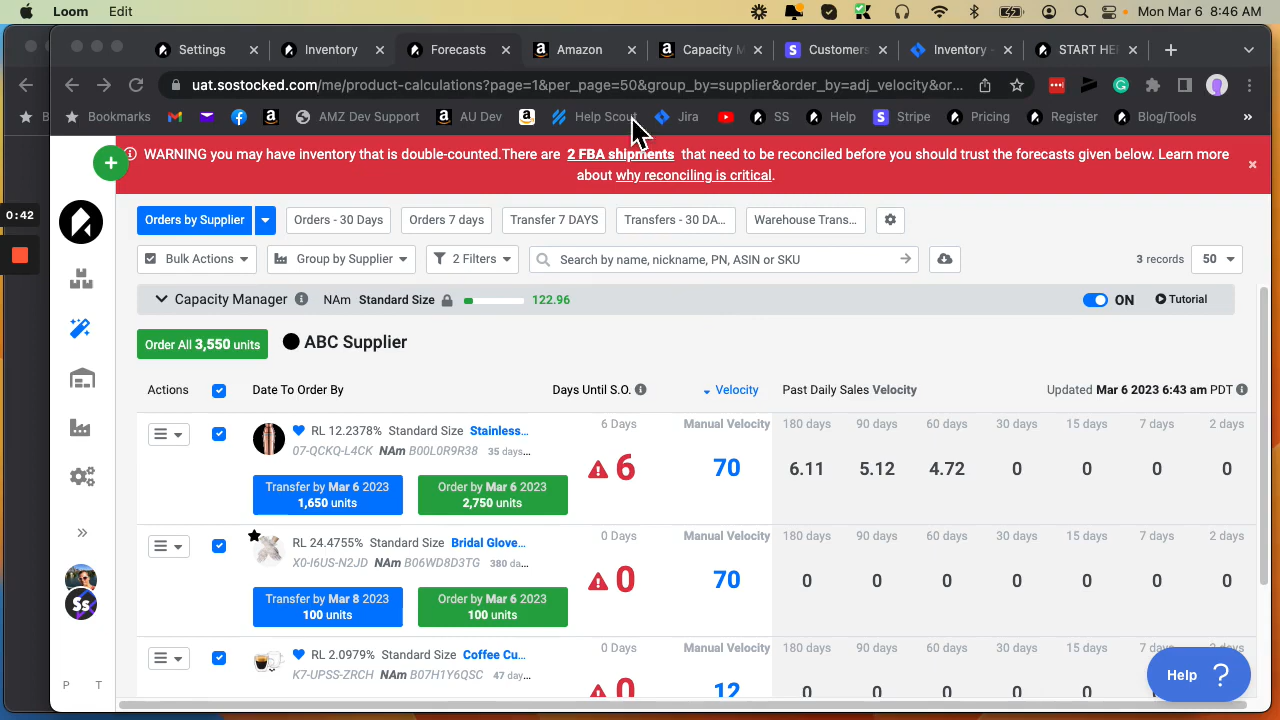 Loom Edit Mon Mar 6 8:46 AM
Settings Inventory Forecasts Amazon Capacity M Customers Inventory - START HE
uat.sostocked.com/me/product-calculations?page=1&per_page=50&group_by=supplier&order_by=adj_velocity&or...
B Bookmarks AMZ Dev Support AU Dev Help Scout Jira SS Help Stripe Pricing Register Blog/Tools »
WARNING you may have inventory that is double-counted.There are 2 FBA shipments that need to be reconciled before you should trust the forecasts given below. Learn more
about why reconciling is critical.
0:42
Orders by Supplier Orders - 30 Days Orders 7 days Transfer 7 DAYS Transfers - 30 DA... Warehouse Trans...
Bulk Actions Group by Supplier 2 Filters Search by name, nickname, PN, ASIN or SKU 3 records 50
Capacity Manager NAm Standard Size 122.96 ON Tutorial
Order All 3,550 units ABC Supplier
Actions Date To Order By Days Until S.O. Velocity Past Daily Sales Velocity Updated Mar 6 2023 6:43 am PDT
6 Days Manual Velocity 180 days 90 days 60 days 30 days 15 days 7 days 2 days
RL 12.2378% Standard Size Stainless...
07-QCKQ-L4CK NAm B00L0R9R38 35 days...
6 70 6.11 5.12 4.72 0 0 0 0
Transfer by Mar 6 2023 Order by Mar 6 2023
1,650 units 2,750 units
0 Days Manual Velocity 180 days 90 days 60 days 30 days 15 days 7 days 2 days
RL 24.4755% Standard Size Bridal Glove...
X0-I6US-N2JD NAm B06WD8D3TG 380 da...
0 70 0 0 0 0 0 0 0
Transfer by Mar 8 2023 Order by Mar 6 2023
100 units 100 units
Ss
0 Days Manual Velocity 180 days 90 days 60 days 30 days 15 days 7 days 2 days
RL 2.0979% Standard Size Coffee Cu...
K7-UPSS-ZRCH NAm B07H1Y6QSC 47 day...
0 12 0 0 0 0 0 0 0
P T
Help ?